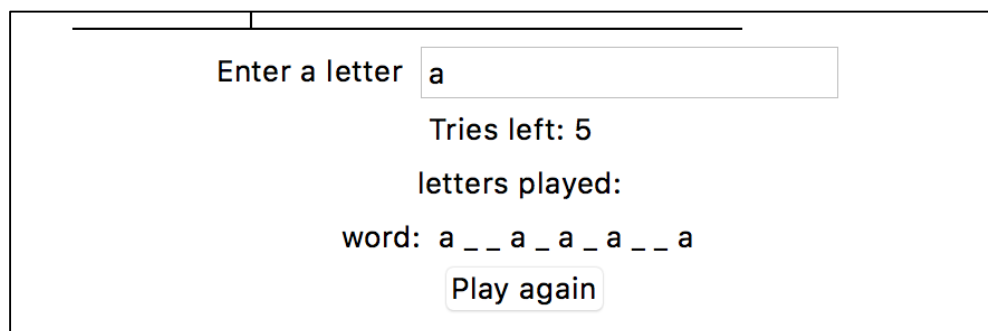 Enter a letter a
Tries left: 5
letters played:
word: a _ _ a _ a _ a _ _ a
Play again